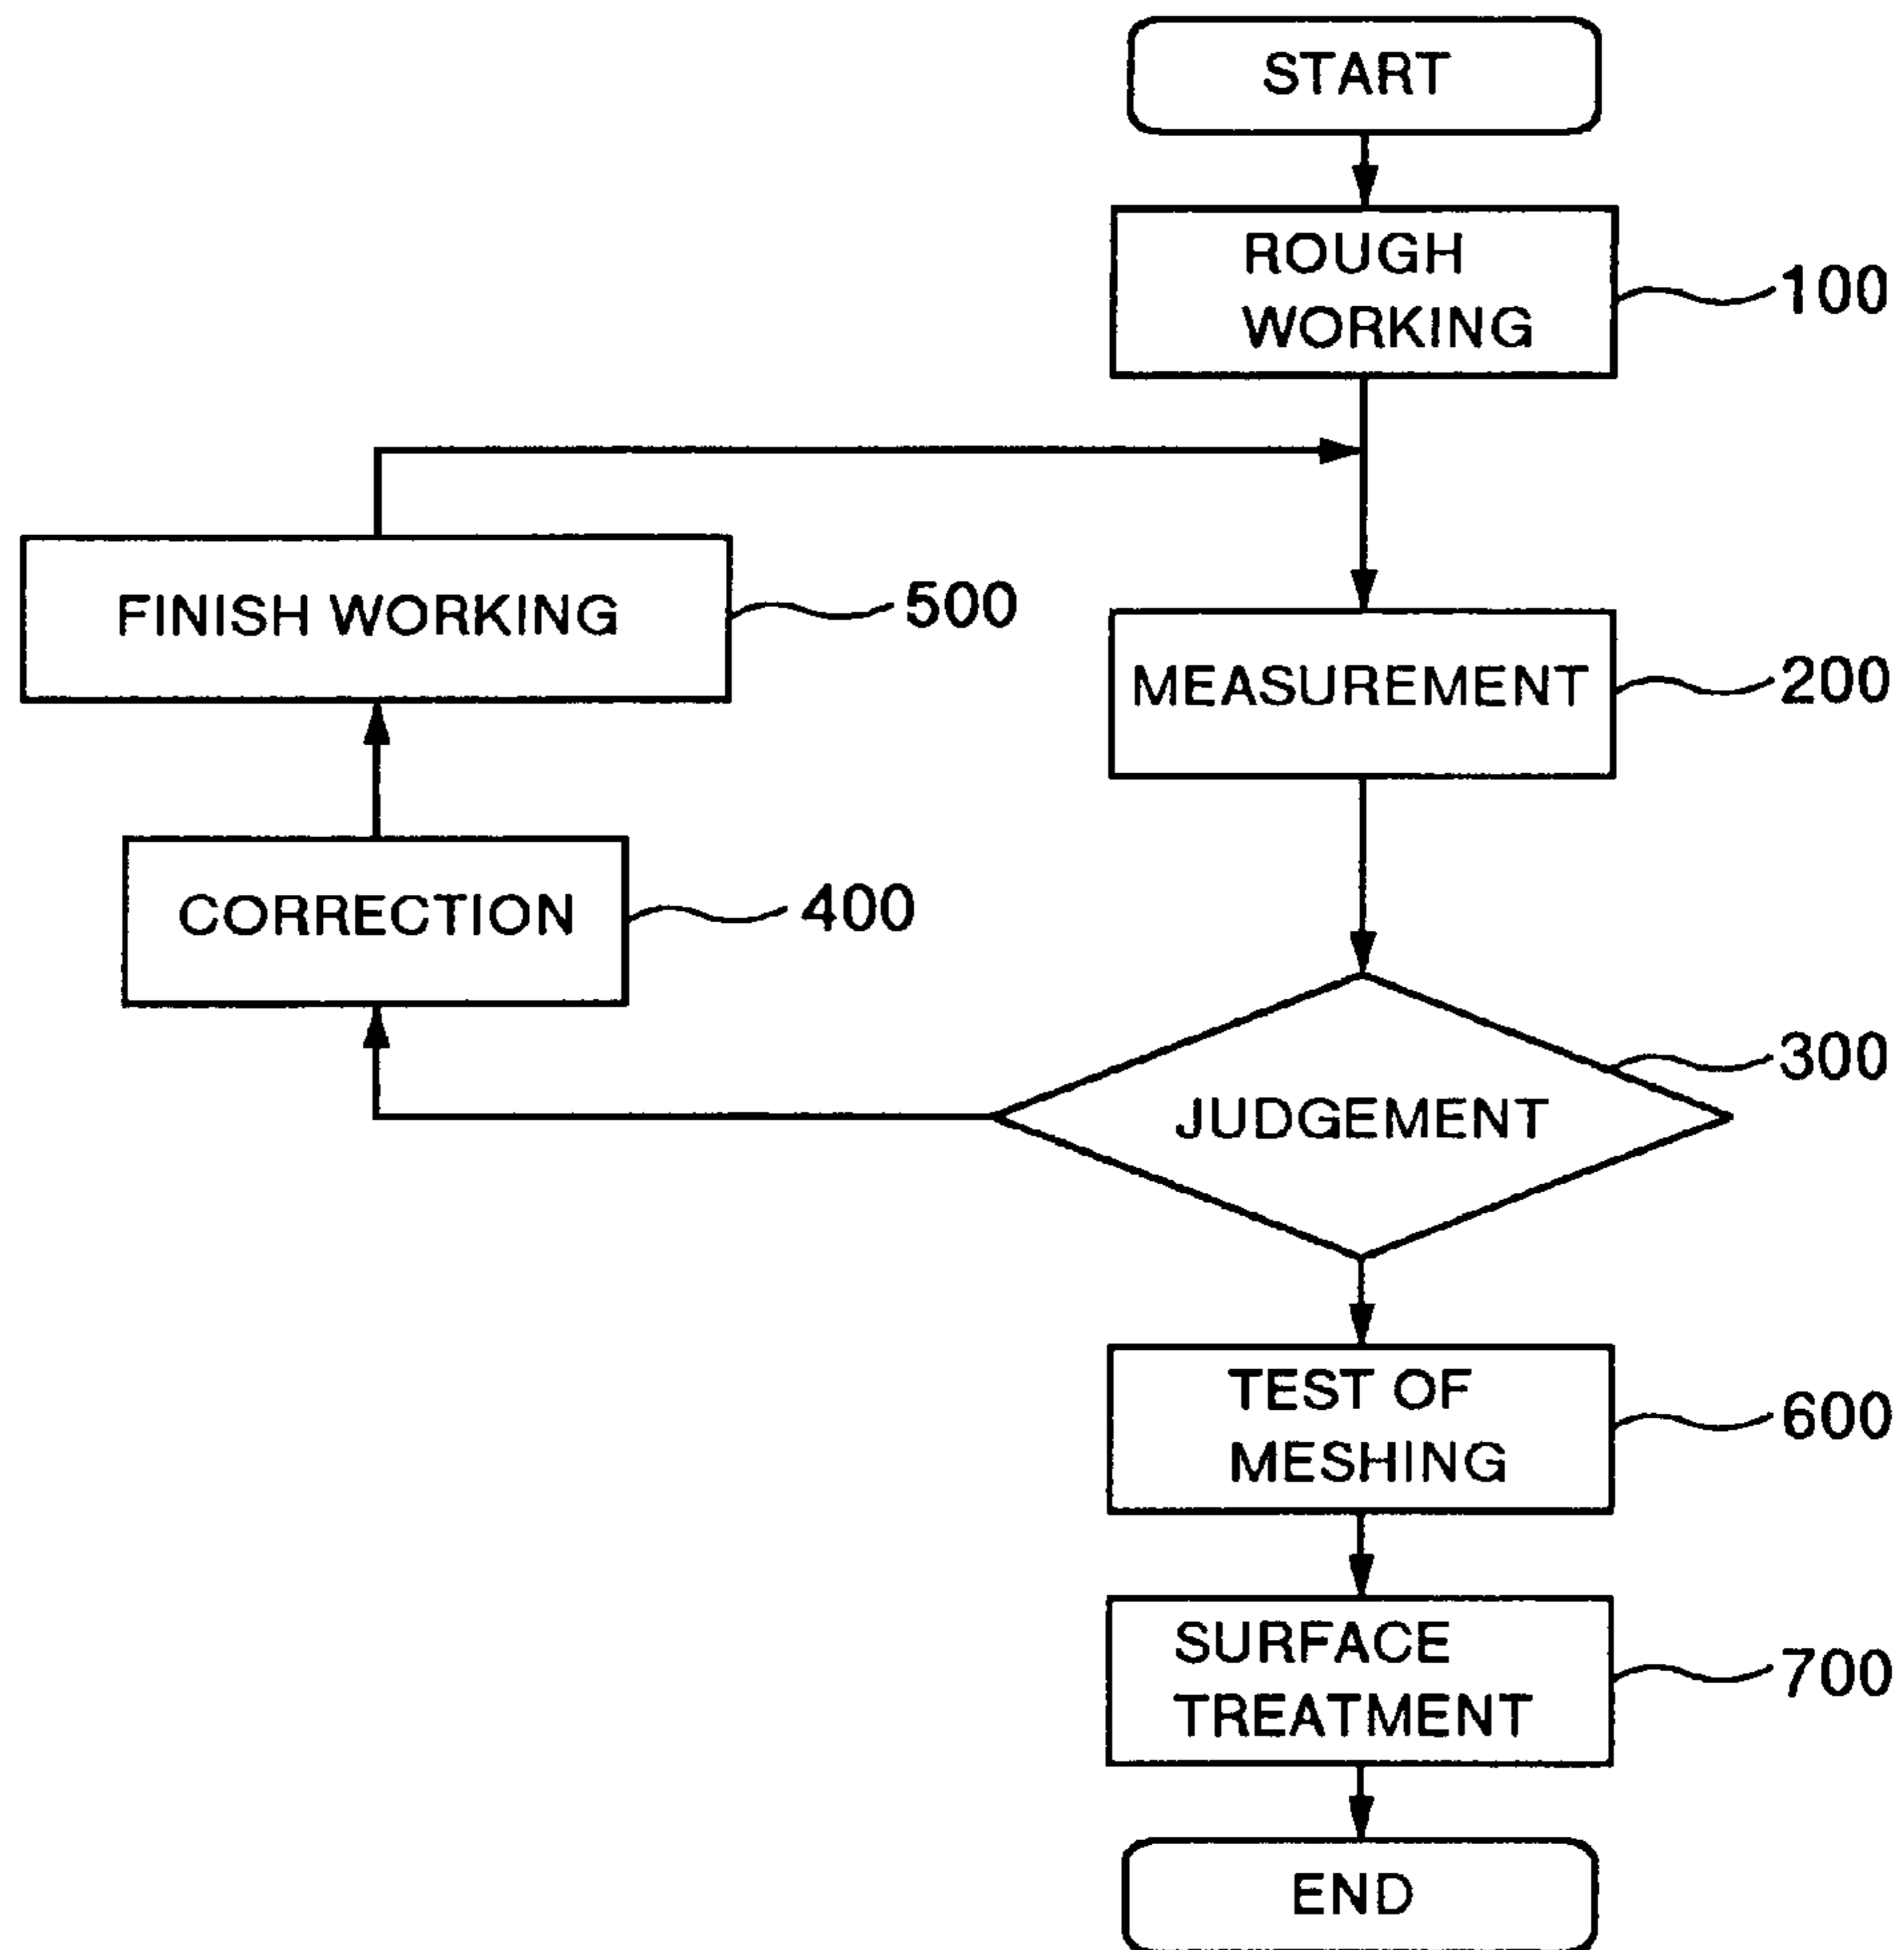 START
ROUGH
WORKING
100
FINISH WORKING
500
MEASUREMENT
200
CORRECTION
400
JUDGEMENT
300
TEST OF
MESHING
600
SURFACE
TREATMENT
700
END